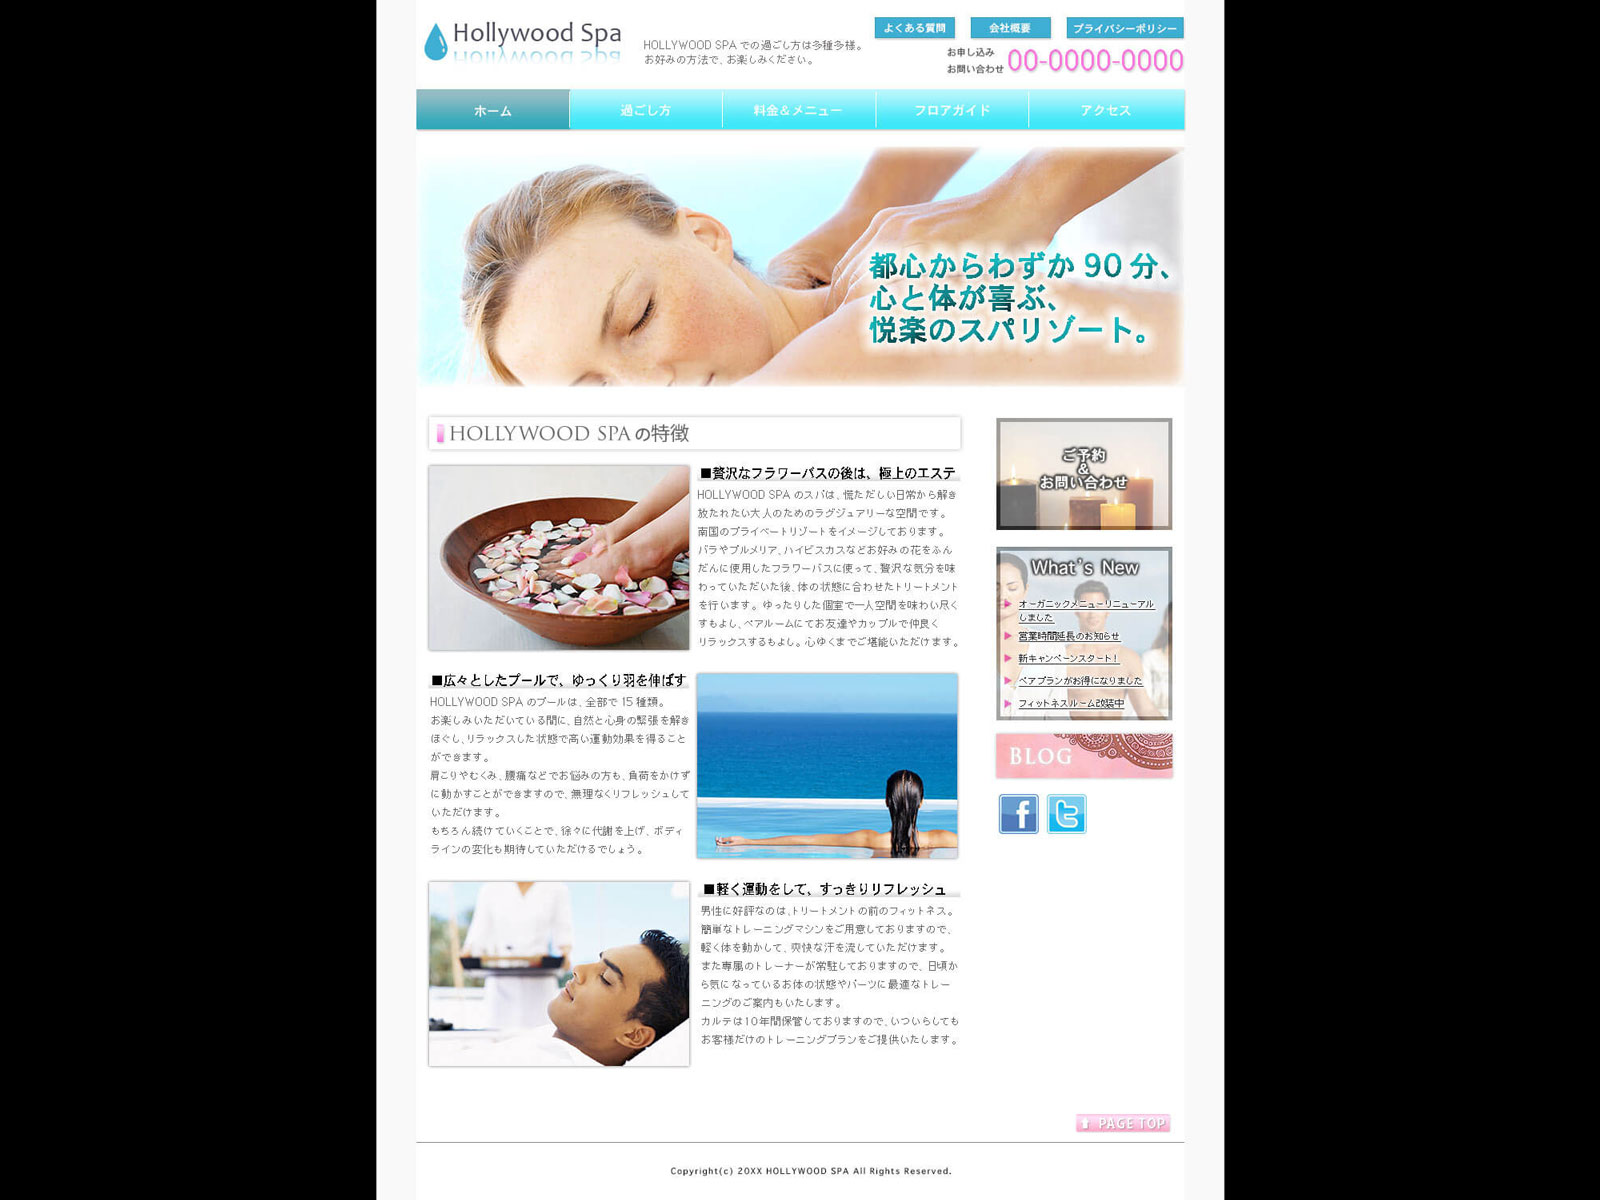 Hollywood Spa
HOLLYWOOD SPA での過ごし方は多種多様。
お好みの方法で、お楽しみください。
よくある質問
会社概要
プライバシーポリシー
お申し込み
お問い合わせ
00-0000-0000
ホーム
過ごし方
料金＆メニュー
フロアガイド
アクセス
都心からわずか 90 分、
心と体が喜ぶ、
悦楽のスパリゾート。
HOLLYWOOD SPA の特徴
■贅沢なフラワーバスの後は、極上のエステ
HOLLYWOOD SPA のスパは、慌ただしい日常から解き
放たれたい大人のためのラグジュアリーな空間です。
南国のプライベートリゾートをイメージしております。
バラやプルメリア、ハイビスカスなどお好みの花をふん
だんに使用したフラワーバスに使って、贅沢な気分を味
わっていただいた後、体の状態に合わせたトリートメント
を行います。ゆったりした個室で一人空間を味わい尽く
すもよし、ペアルームにてお友達やカップルで仲良く
リラックスするもよし。心ゆくまでご堪能いただけます。
■広々としたプールで、ゆっくり羽を伸ばす
HOLLYWOOD SPA のプールは、全部で 15 種類。
お楽しみいただいている間に、自然と心身の緊張を解き
ほぐし、リラックスした状態で高い運動効果を得ること
ができます。
肩こりやむくみ、腰痛などでお悩みの方も、負荷をかけず
に動かすことができますので、無理なくリフレッシュして
いただけます。
もちろん続けていくことで、徐々に代謝を上げ、ボディ
ラインの変化も期待していただけるでしょう。
■軽く運動をして、すっきりリフレッシュ
男性に好評なのは、トリートメントの前のフィットネス。
簡単なトレーニングマシンをご用意しておりますので、
軽く体を動かして、爽快な汗を流していただけます。
また専属のトレーナーが常駐しておりますので、日頃か
ら気になっているお体の状態やパーツに最適なトレー
ニングのご案内もいたします。
カルテは10年間保管しておりますので、いついらしても
お客様だけのトレーニングプランをご提供いたします。
ご予約
＆
お問い合わせ
What's New
オーガニックメニューリニューアル
しました
営業時間延長のお知らせ
新キャンペーンスタート！
ペアプランがお得になりました
フィットネスルーム改装中
BLOG
PAGE TOP
Copyright(c) 20XX HOLLYWOOD SPA All Rights Reserved.